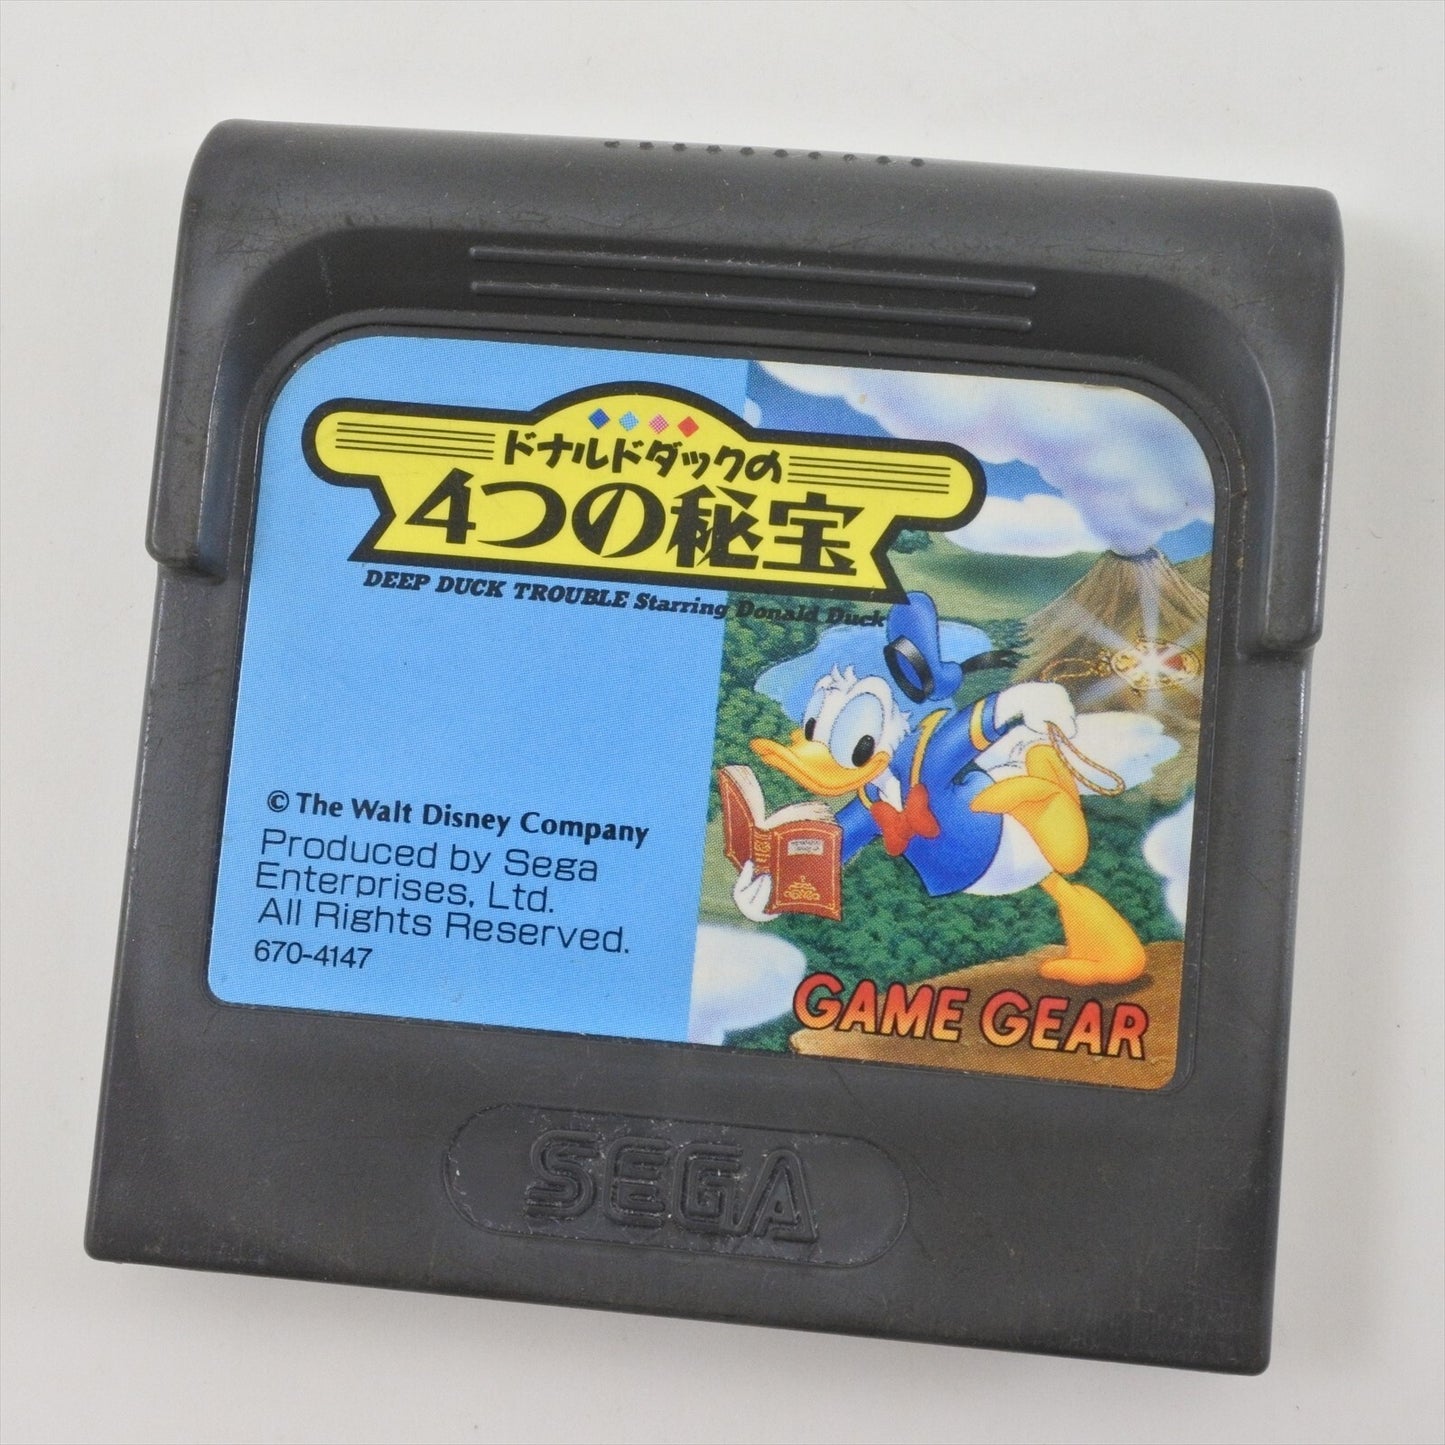 ドナルドダックの
4つの秘宝
DEEP DUCK TROUBLE Starring Donald Duck
© The Walt Disney Company
Produced by Sega
Enterprises, Ltd.
All Rights Reserved.
670-4147
GAME GEAR
SEGA